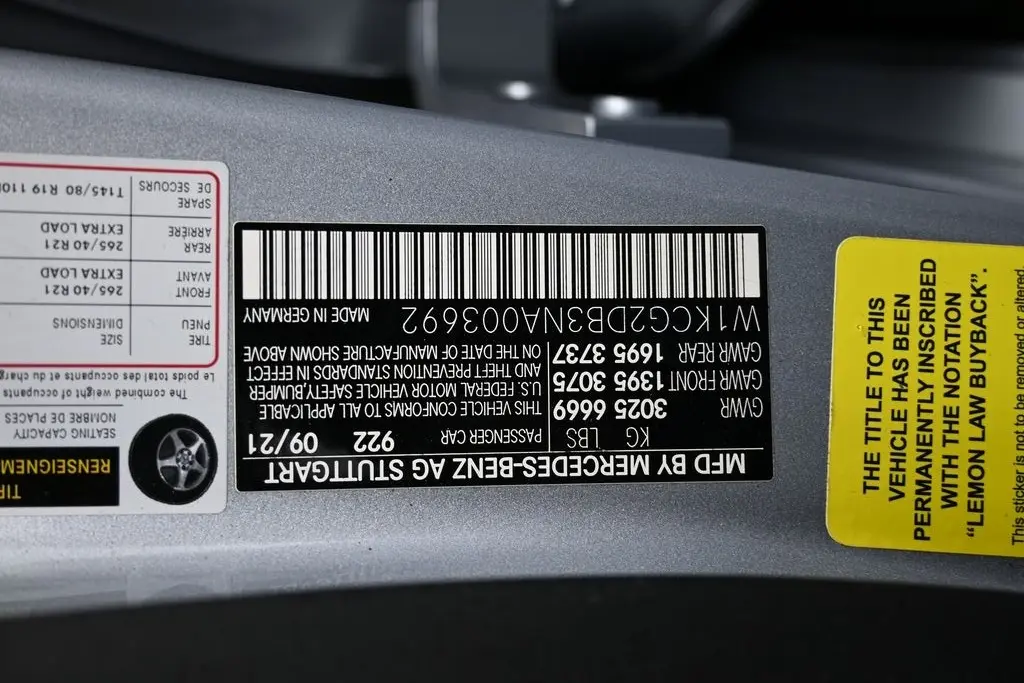 MFD BY MERCEDES-BENZ AG STUTTGART
KG LBS
GVWR 3025 6669
GAWR FRONT 1395 3075
GAWR REAR 1695 3737
PASSENGER CAR 922 09/21
THIS VEHICLE CONFORMS TO ALL APPLICABLE
U.S. FEDERAL MOTOR VEHICLE SAFETY,BUMPER
AND THEFT PREVENTION STANDARDS IN EFFECT
ON THE DATE OF MANUFACTURE SHOWN ABOVE
W1KCG2DB3NA003692 MADE IN GERMANY
RENSEIGNEM
SEATING CAPACITY
NOMBRE DE PLACES
The combined weight of occupants
Le poids total des occupants et du
TIRE SIZE
PNEU DIMENSIONS
FRONT 265/40 R21
AVANT EXTRA LOAD
REAR 265/40 R21
ARRIÈRE EXTRA LOAD
SPARE T145/80 R19
DE SECOURS
THE TITLE TO THIS
VEHICLE HAS BEEN
PERMANENTLY INSCRIBED
WITH THE NOTATION
“LEMON LAW BUYBACK”.
This sticker is not to be removed or altered